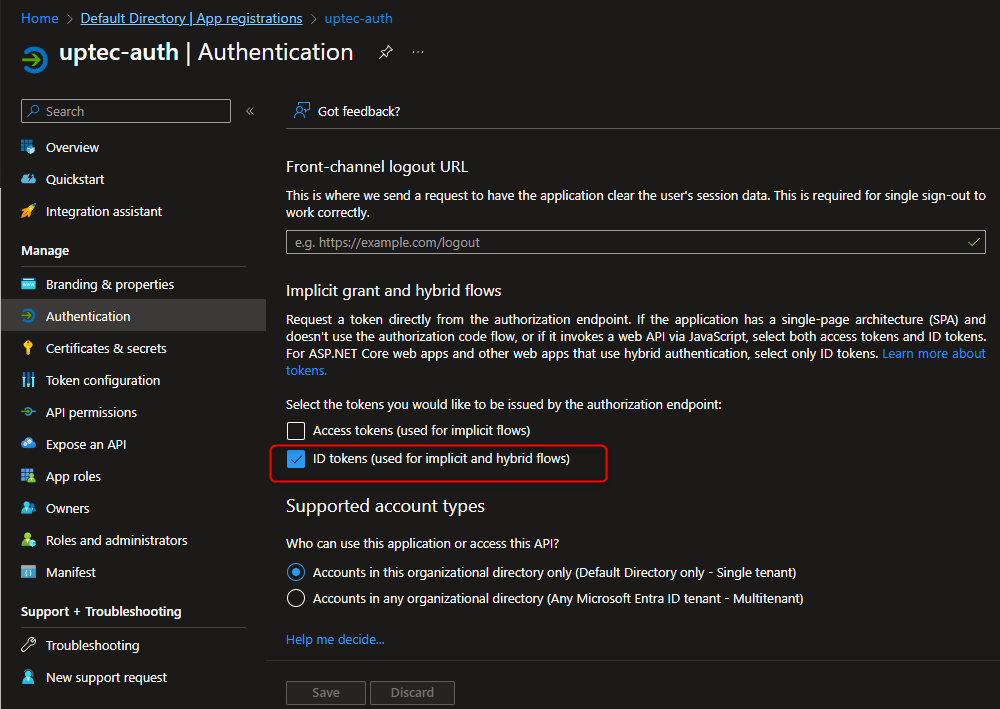 Home > Default Directory | App registrations > uptec-auth
uptec-auth | Authentication
Search
Overview
Quickstart
Integration assistant
Manage
Branding & properties
Authentication
Certificates & secrets
Token configuration
API permissions
Expose an API
App roles
Owners
Roles and administrators
Manifest
Support + Troubleshooting
Troubleshooting
New support request
Got feedback?
Front-channel logout URL
This is where we send a request to have the application clear the user's session data. This is required for single sign-out to
work correctly.
e.g. https://example.com/logout
Implicit grant and hybrid flows
Request a token directly from the authorization endpoint. If the application has a single-page architecture (SPA) and
doesn't use the authorization code flow, or if it invokes a web API via JavaScript, select both access tokens and ID tokens.
For ASP.NET Core web apps and other web apps that use hybrid authentication, select only ID tokens. Learn more about
tokens.
Select the tokens you would like to be issued by the authorization endpoint:
Access tokens (used for implicit flows)
ID tokens (used for implicit and hybrid flows)
Supported account types
Who can use this application or access this API?
Accounts in this organizational directory only (Default Directory only - Single tenant)
Accounts in any organizational directory (Any Microsoft Entra ID tenant - Multitenant)
Help me decide...
Save
Discard